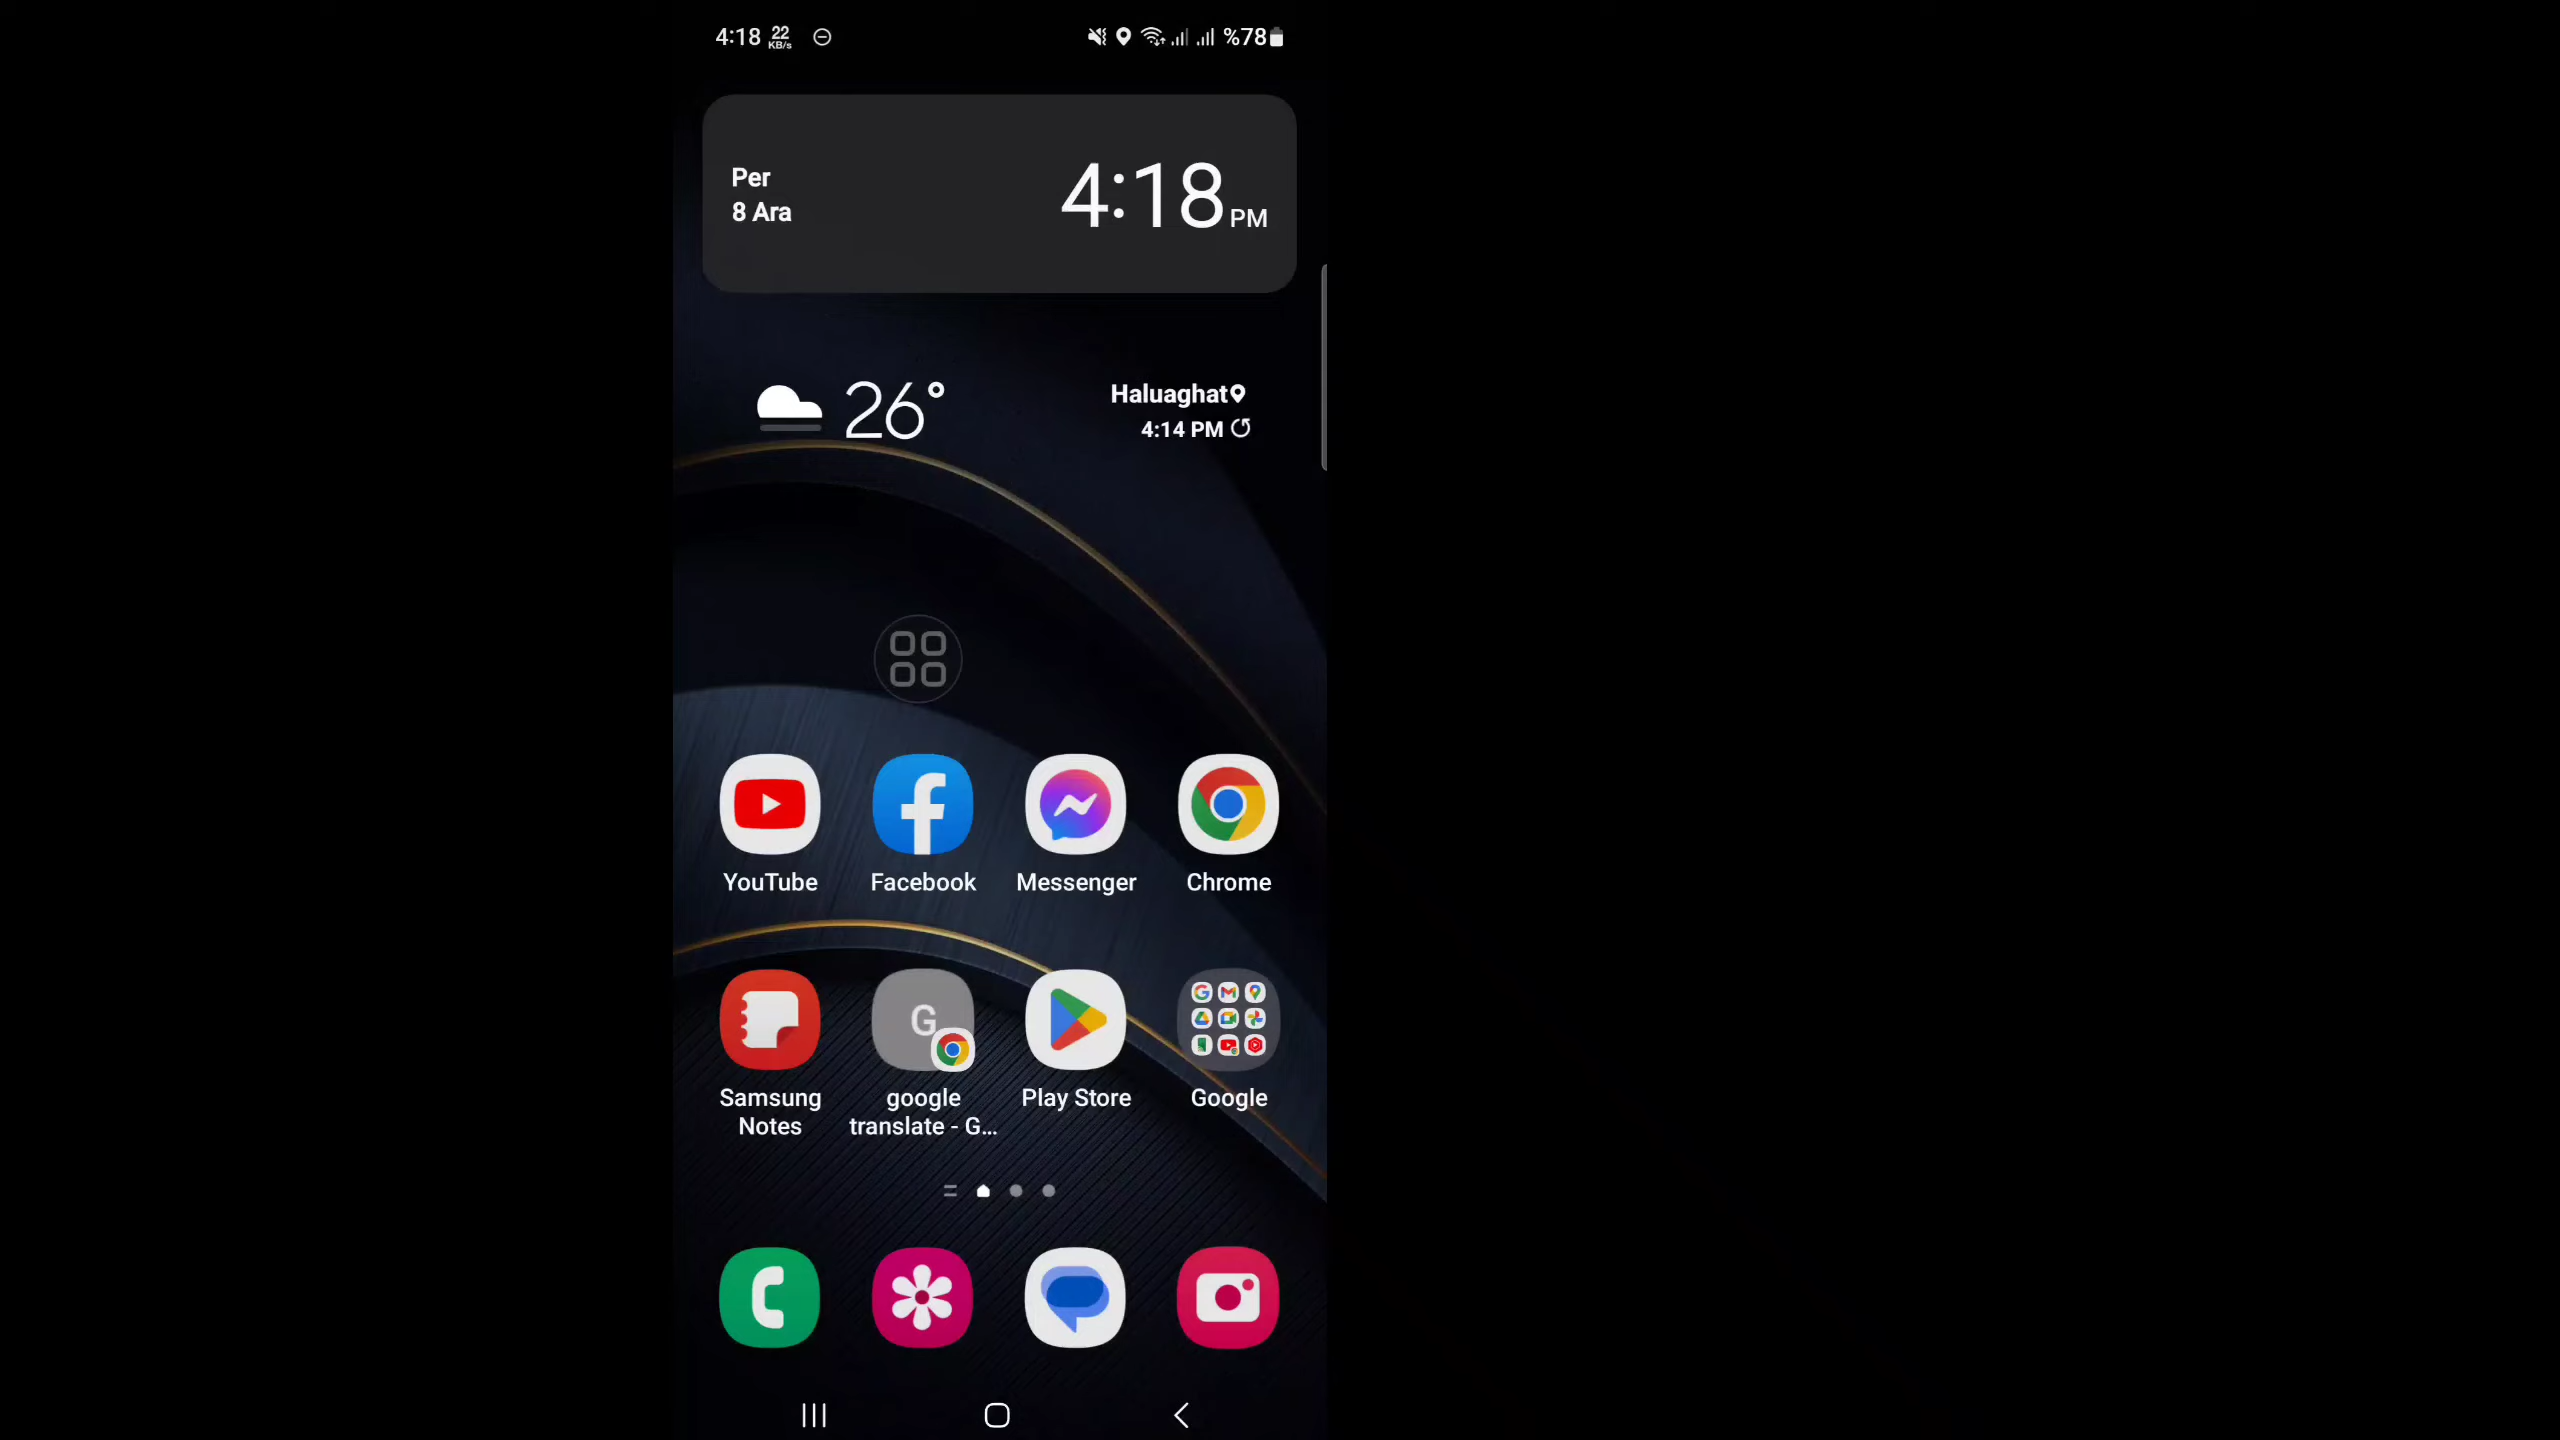 4:18 22 KB/s %78
Per
8 Ara
4:18 PM
26°
Haluaghat
4:14 PM
YouTube Facebook Messenger Chrome
Samsung Notes
google translate - G...
Play Store
Google
G